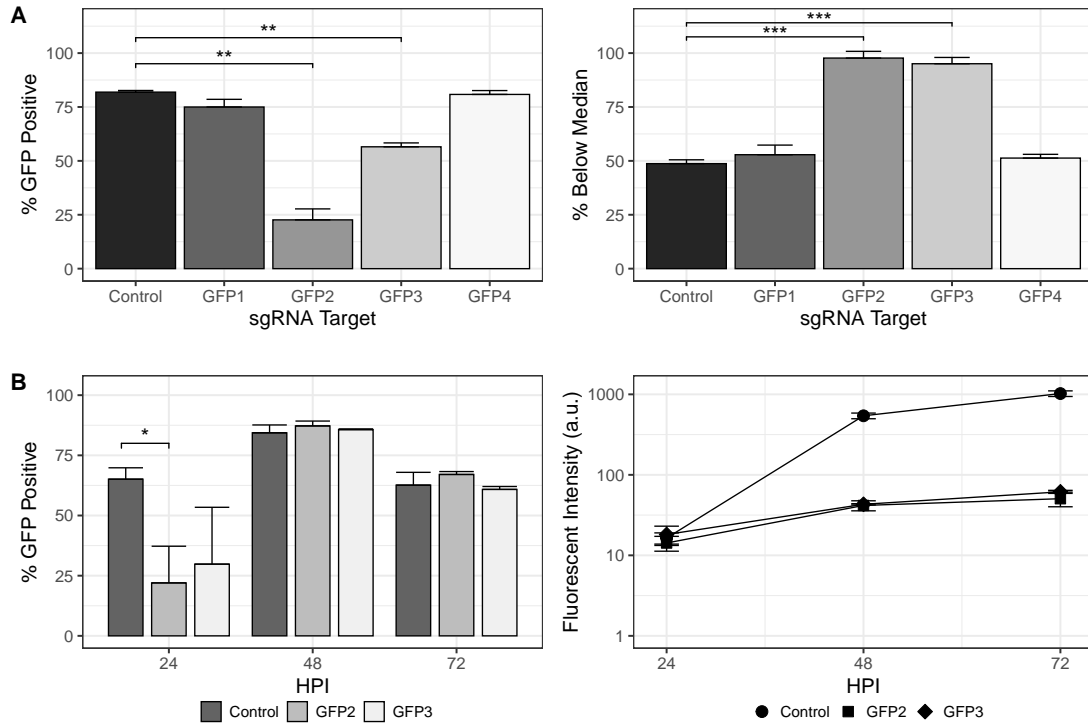 A
% GFP Positive
100
75
50
25
0
**
**
Control GFP1 GFP2 GFP3 GFP4
sgRNA Target
% Below Median
100
75
50
25
0
***
***
Control GFP1 GFP2 GFP3 GFP4
sgRNA Target
B
% GFP Positive
100
75
50
25
0
*
24 48 72
HPI
Control GFP2 GFP3
Fluorescent Intensity (a.u.)
1000
100
10
1
24 48 72
HPI
Control GFP2 GFP3